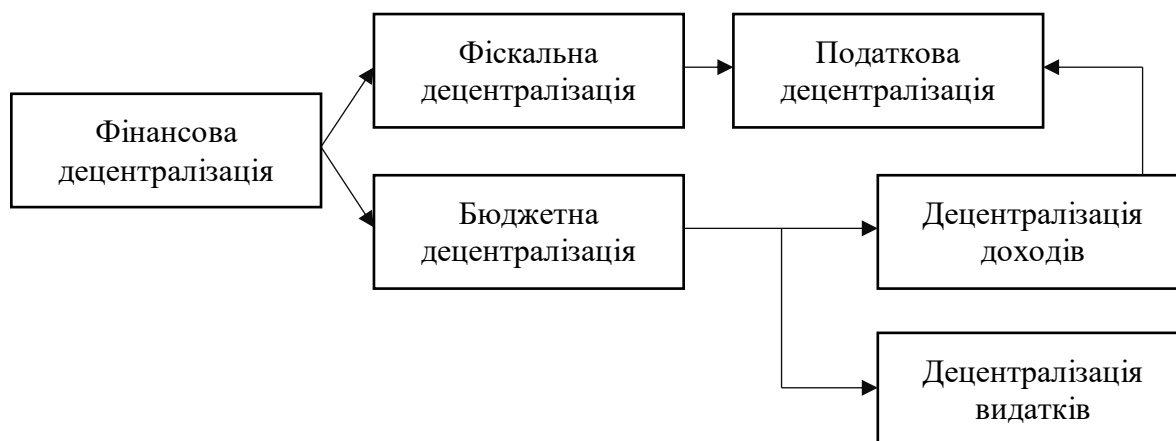 Фінансова
децентралізація
Фіскальна
децентралізація
Податкова
децентралізація
Бюджетна
децентралізація
Децентралізація
доходів
Децентралізація
видатків